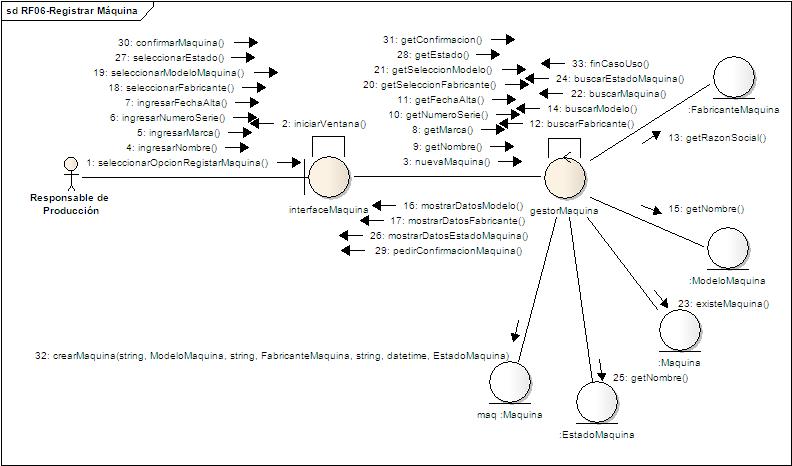 sd RF06-Registrar Máquina
30: confirmarMaquina()
27: seleccionarEstado()
19: seleccionarModeloMaquina()
18: seleccionarFabricante()
7: ingresarFechaAlta()
6: ingresarNumeroSerie()
5: ingresarMarca()
4: ingresarNombre()
1: seleccionarOpcionRegistarMaquina()
2: iniciarVentana()
31: getConfirmacion()
28: getEstado()
21: getSeleccionModelo()
20: getSeleccionFabricante()
11: getFechaAlta()
10: getNumeroSerie()
8: getMarca()
9: getNombre()
3: nuevaMaquina()
33: finCasoUso()
24: buscarEstadoMaquina()
22: buscarMaquina()
14: buscarModelo()
12: buscarFabricante()
:FabricanteMaquina
13: getRazonSocial()
Responsable de
Producción
interfaceMaquina
gestorMaquina
16: mostrarDatosModelo()
17: mostrarDatosFabricante()
26: mostrarDatosEstadoMaquina()
29: pedirConfirmacionMaquina()
15: getNombre()
:ModeloMaquina
23: existeMaquina()
:Maquina
32: crearMaquina(string, ModeloMaquina, string, FabricanteMaquina, string, datetime, EstadoMaquina)
25: getNombre()
maq :Maquina
:EstadoMaquina